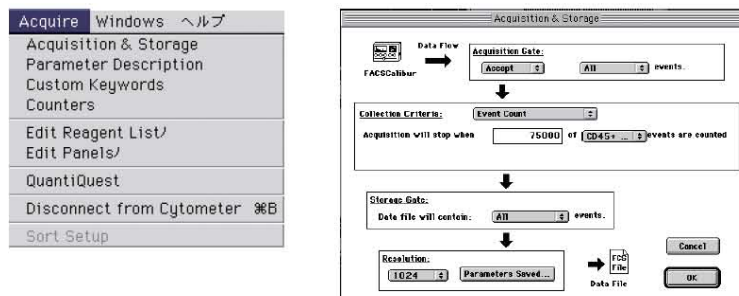 Acquire Windows ヘルプ
Acquisition & Storage
Parameter Description
Custom Keywords
Counters
Edit Reagent List/
Edit Panels/
QuantiQuest
Disconnect from Cytometer ⌘B
Sort Setup
Acquisition & Storage
FACSCalibur
Data Flow
Acquisition Gate:
Accept All events.
Collection Criteria: Event Count
Acquisition will stop when 75000 of CD45+ ... events are counted
Storage Gate:
Data file will contain: All events.
Resolution:
1024 Parameters Saved...
FCS
File
Data File
Cancel
OK